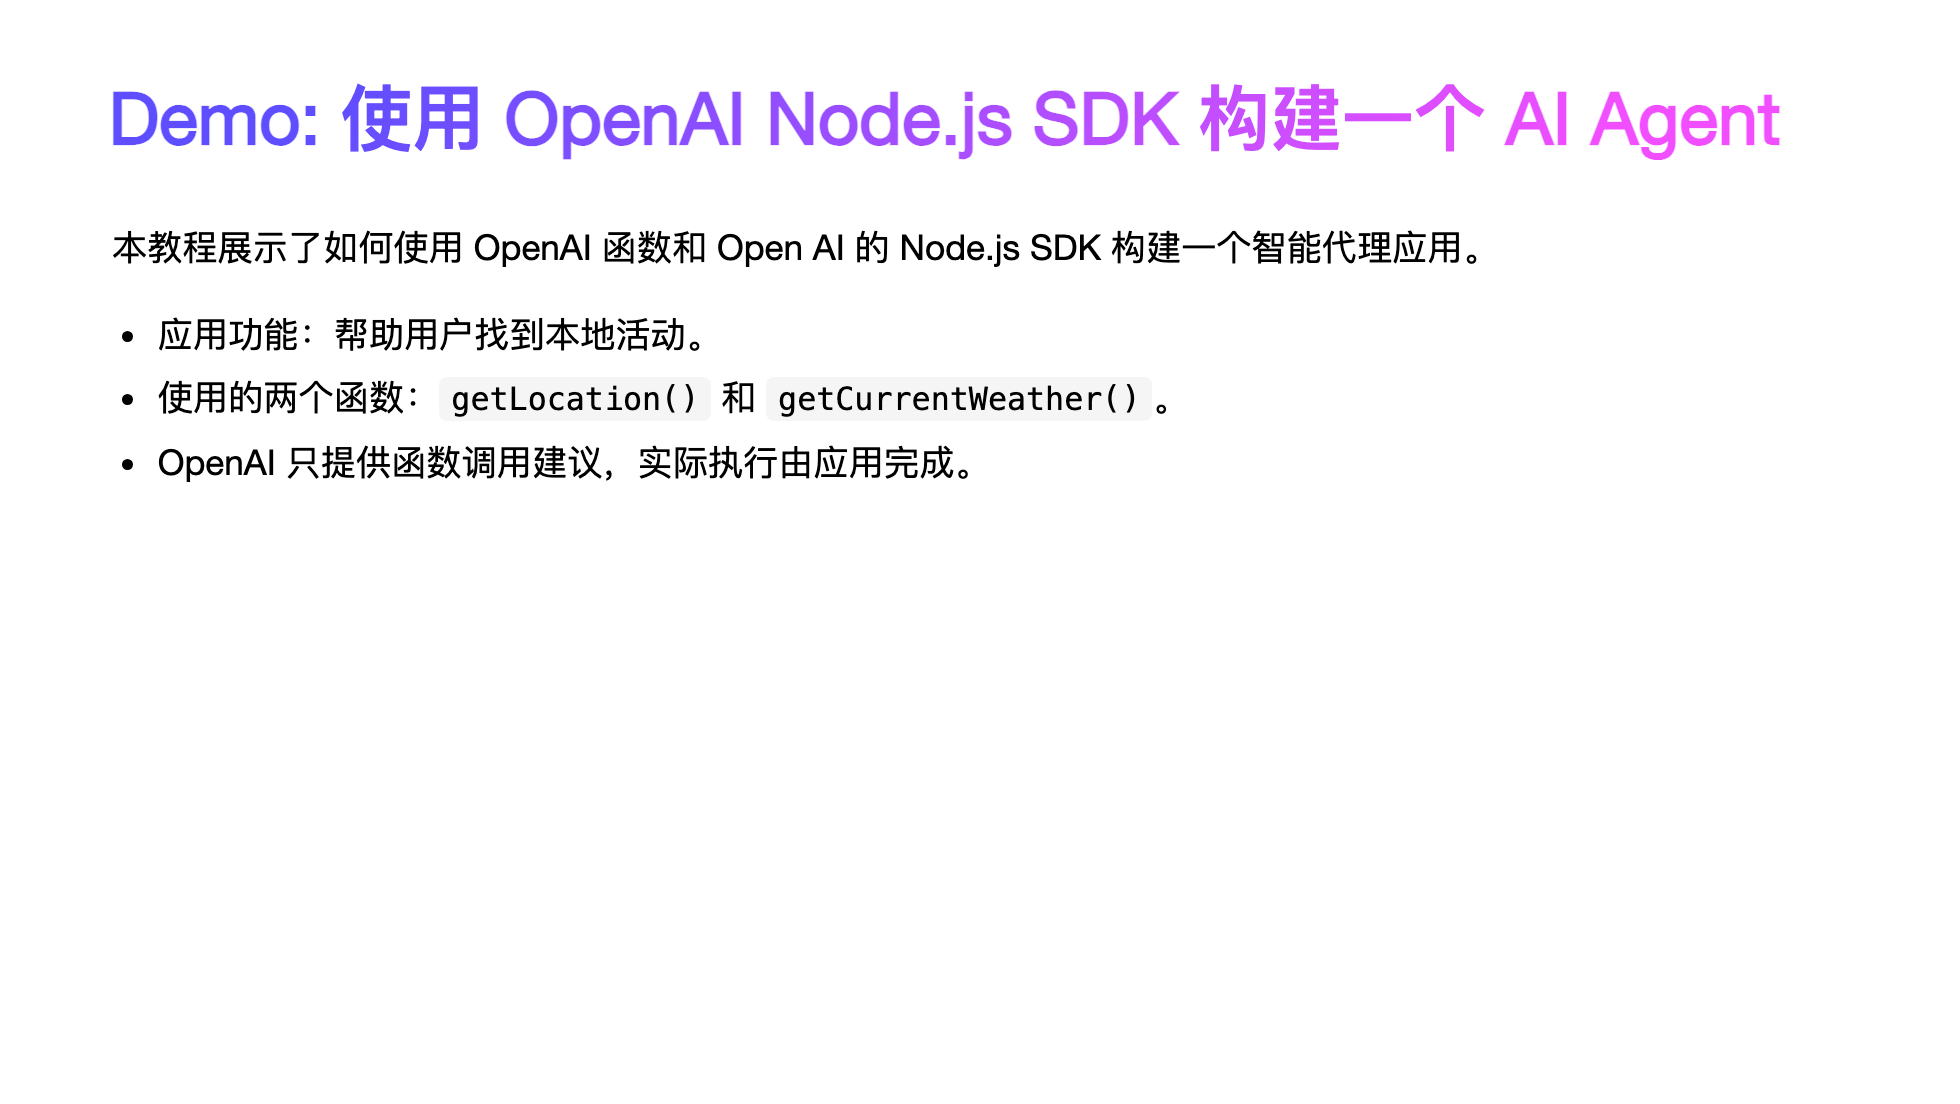 Demo: 使用 OpenAI Node.js SDK 构建一个 AI Agent
本教程展示了如何使用 OpenAI 函数和 Open AI 的 Node.js SDK 构建一个智能代理应用。
• 应用功能：帮助用户找到本地活动。
• 使用的两个函数：getLocation() 和 getCurrentWeather()。
• OpenAI 只提供函数调用建议，实际执行由应用完成。